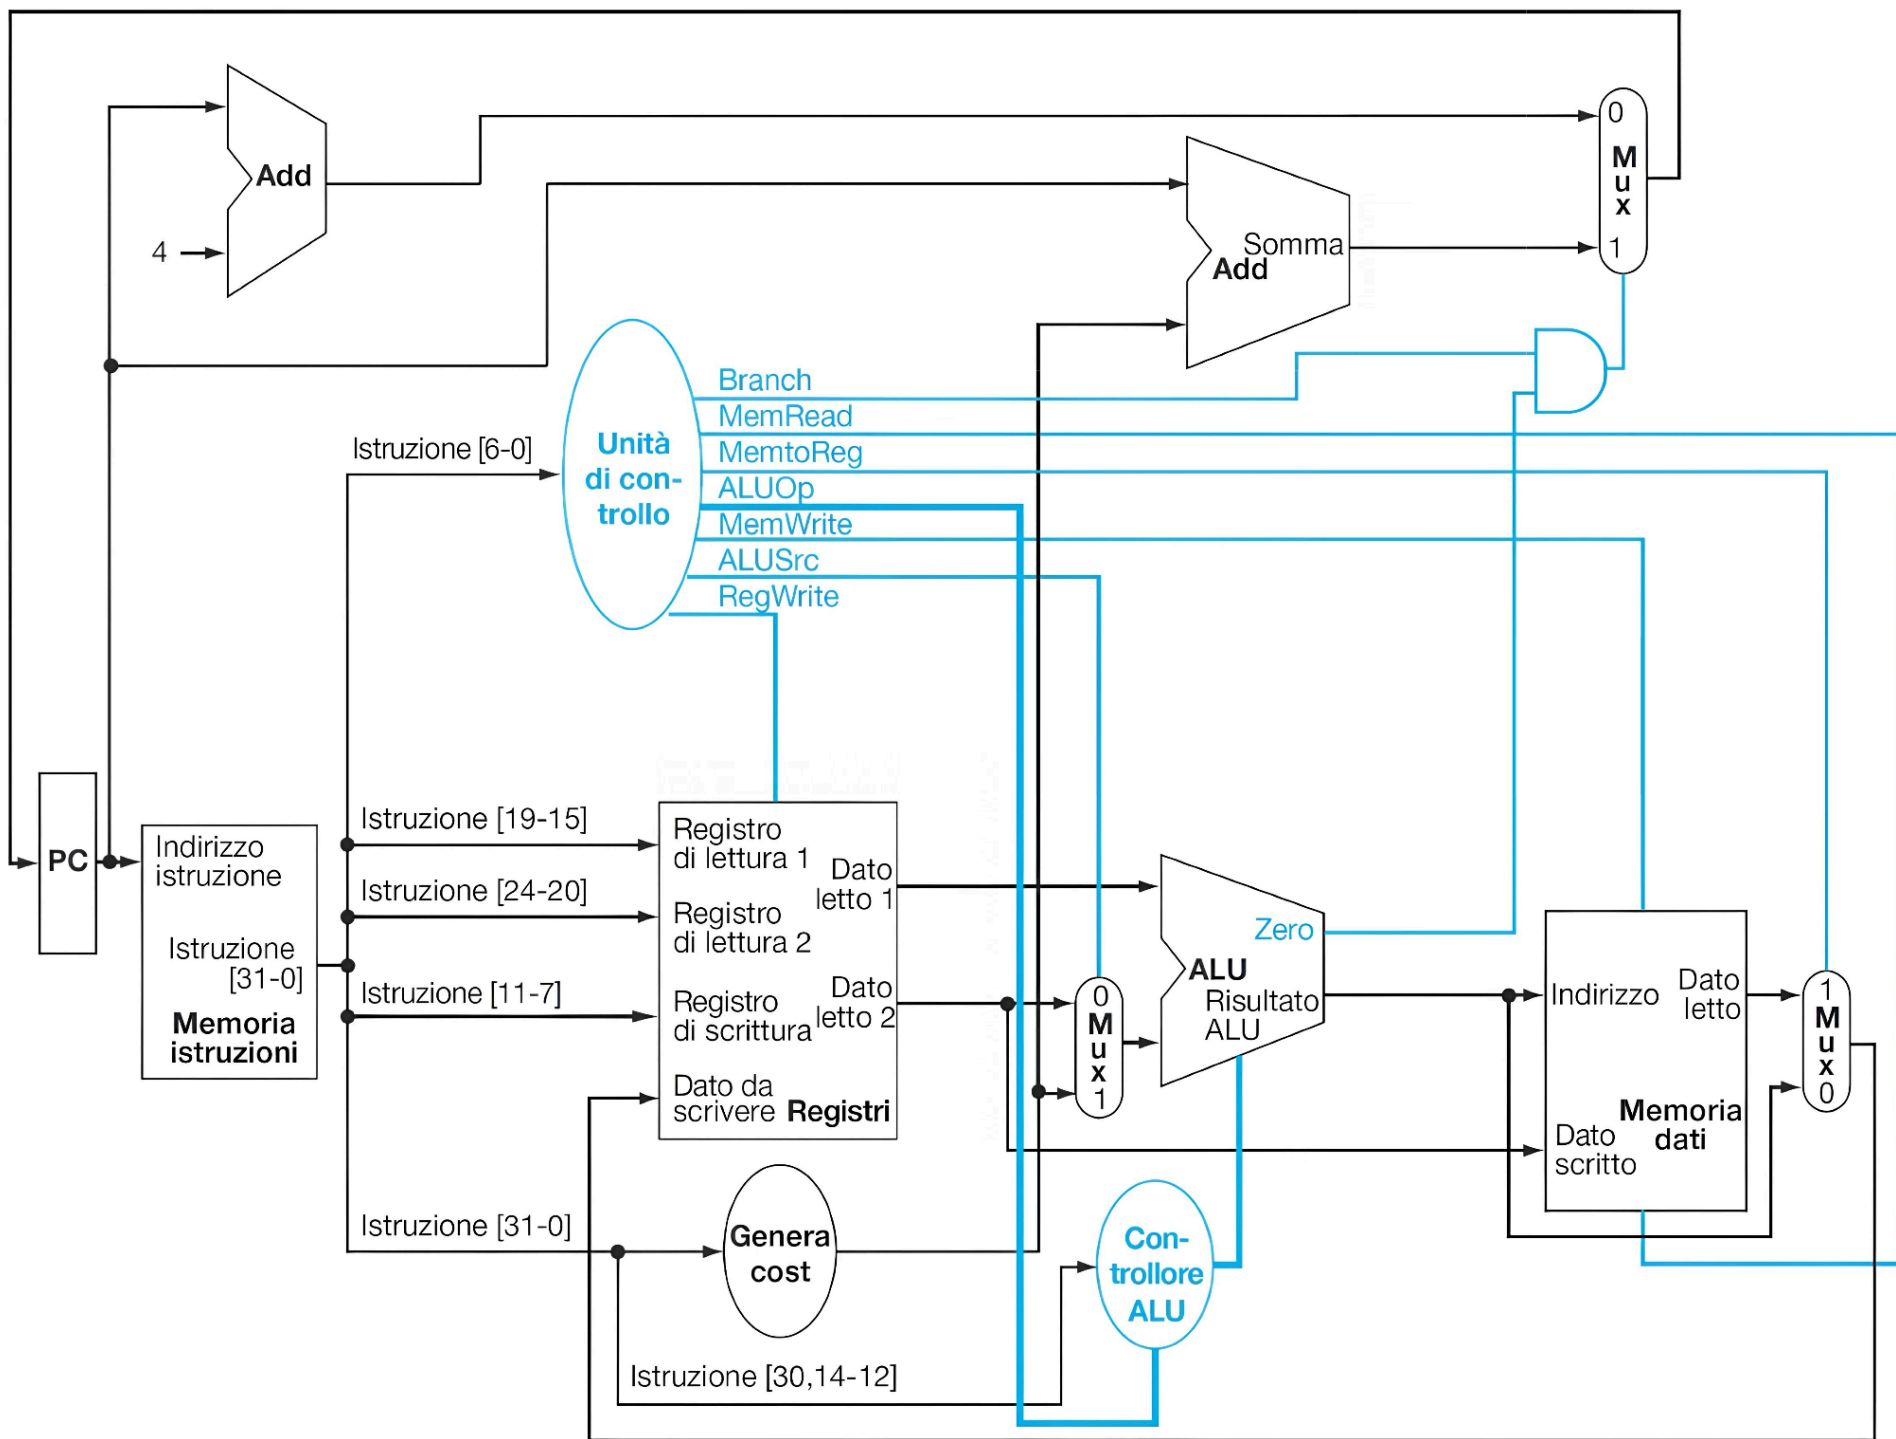 Add
4
Somma
Add
0
M
u
x
1
Unità
di con-
trollo
Branch
MemRead
MemtoReg
ALUOp
MemWrite
ALUSrc
RegWrite
Istruzione [6-0]
PC
Indirizzo
istruzione
Istruzione
[31-0]
Memoria
istruzioni
Istruzione [19-15]
Istruzione [24-20]
Istruzione [11-7]
Istruzione [31-0]
Istruzione [30,14-12]
Registro
di lettura 1
Registro
di lettura 2
Registro
di scrittura
Dato da
scrivere
Registri
Dato
letto 1
Dato
letto 2
Genera
cost
0
M
u
x
1
Zero
ALU
Risultato
ALU
Con-
trollore
ALU
Indirizzo
Dato
letto
Memoria
dati
Dato
scritto
1
M
u
x
0